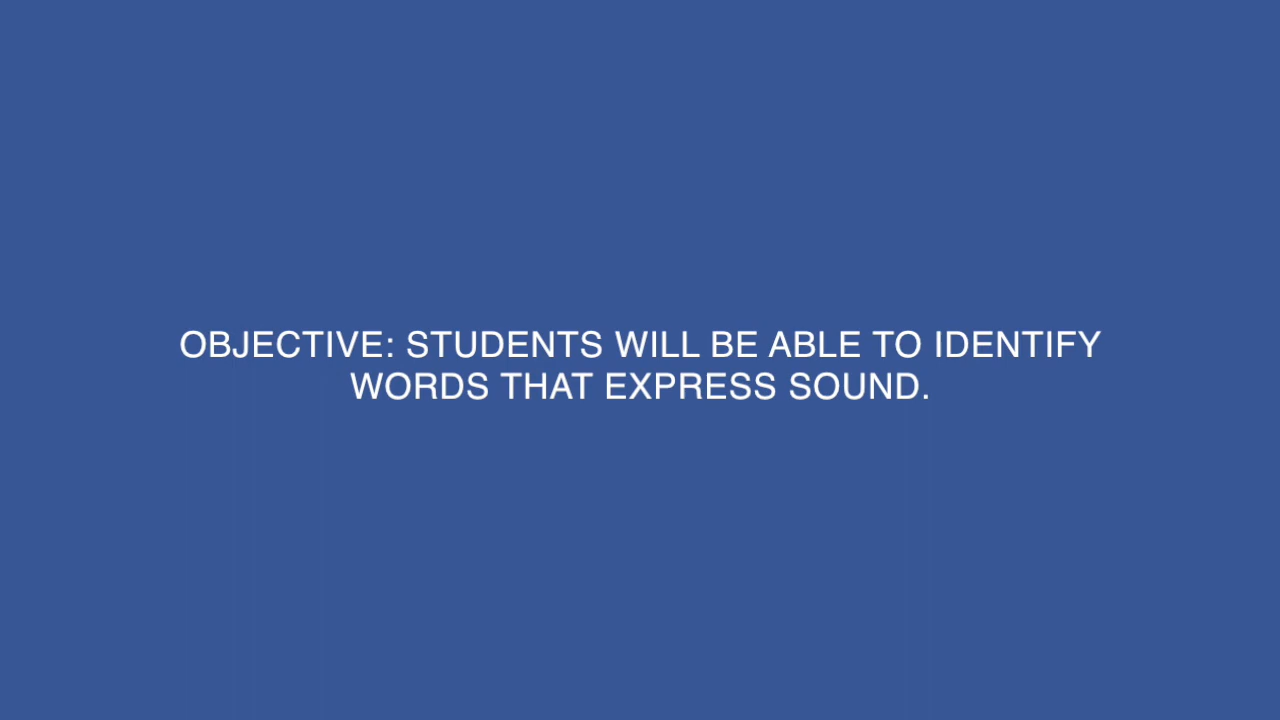 OBJECTIVE: STUDENTS WILL BE ABLE TO IDENTIFY
WORDS THAT EXPRESS SOUND.